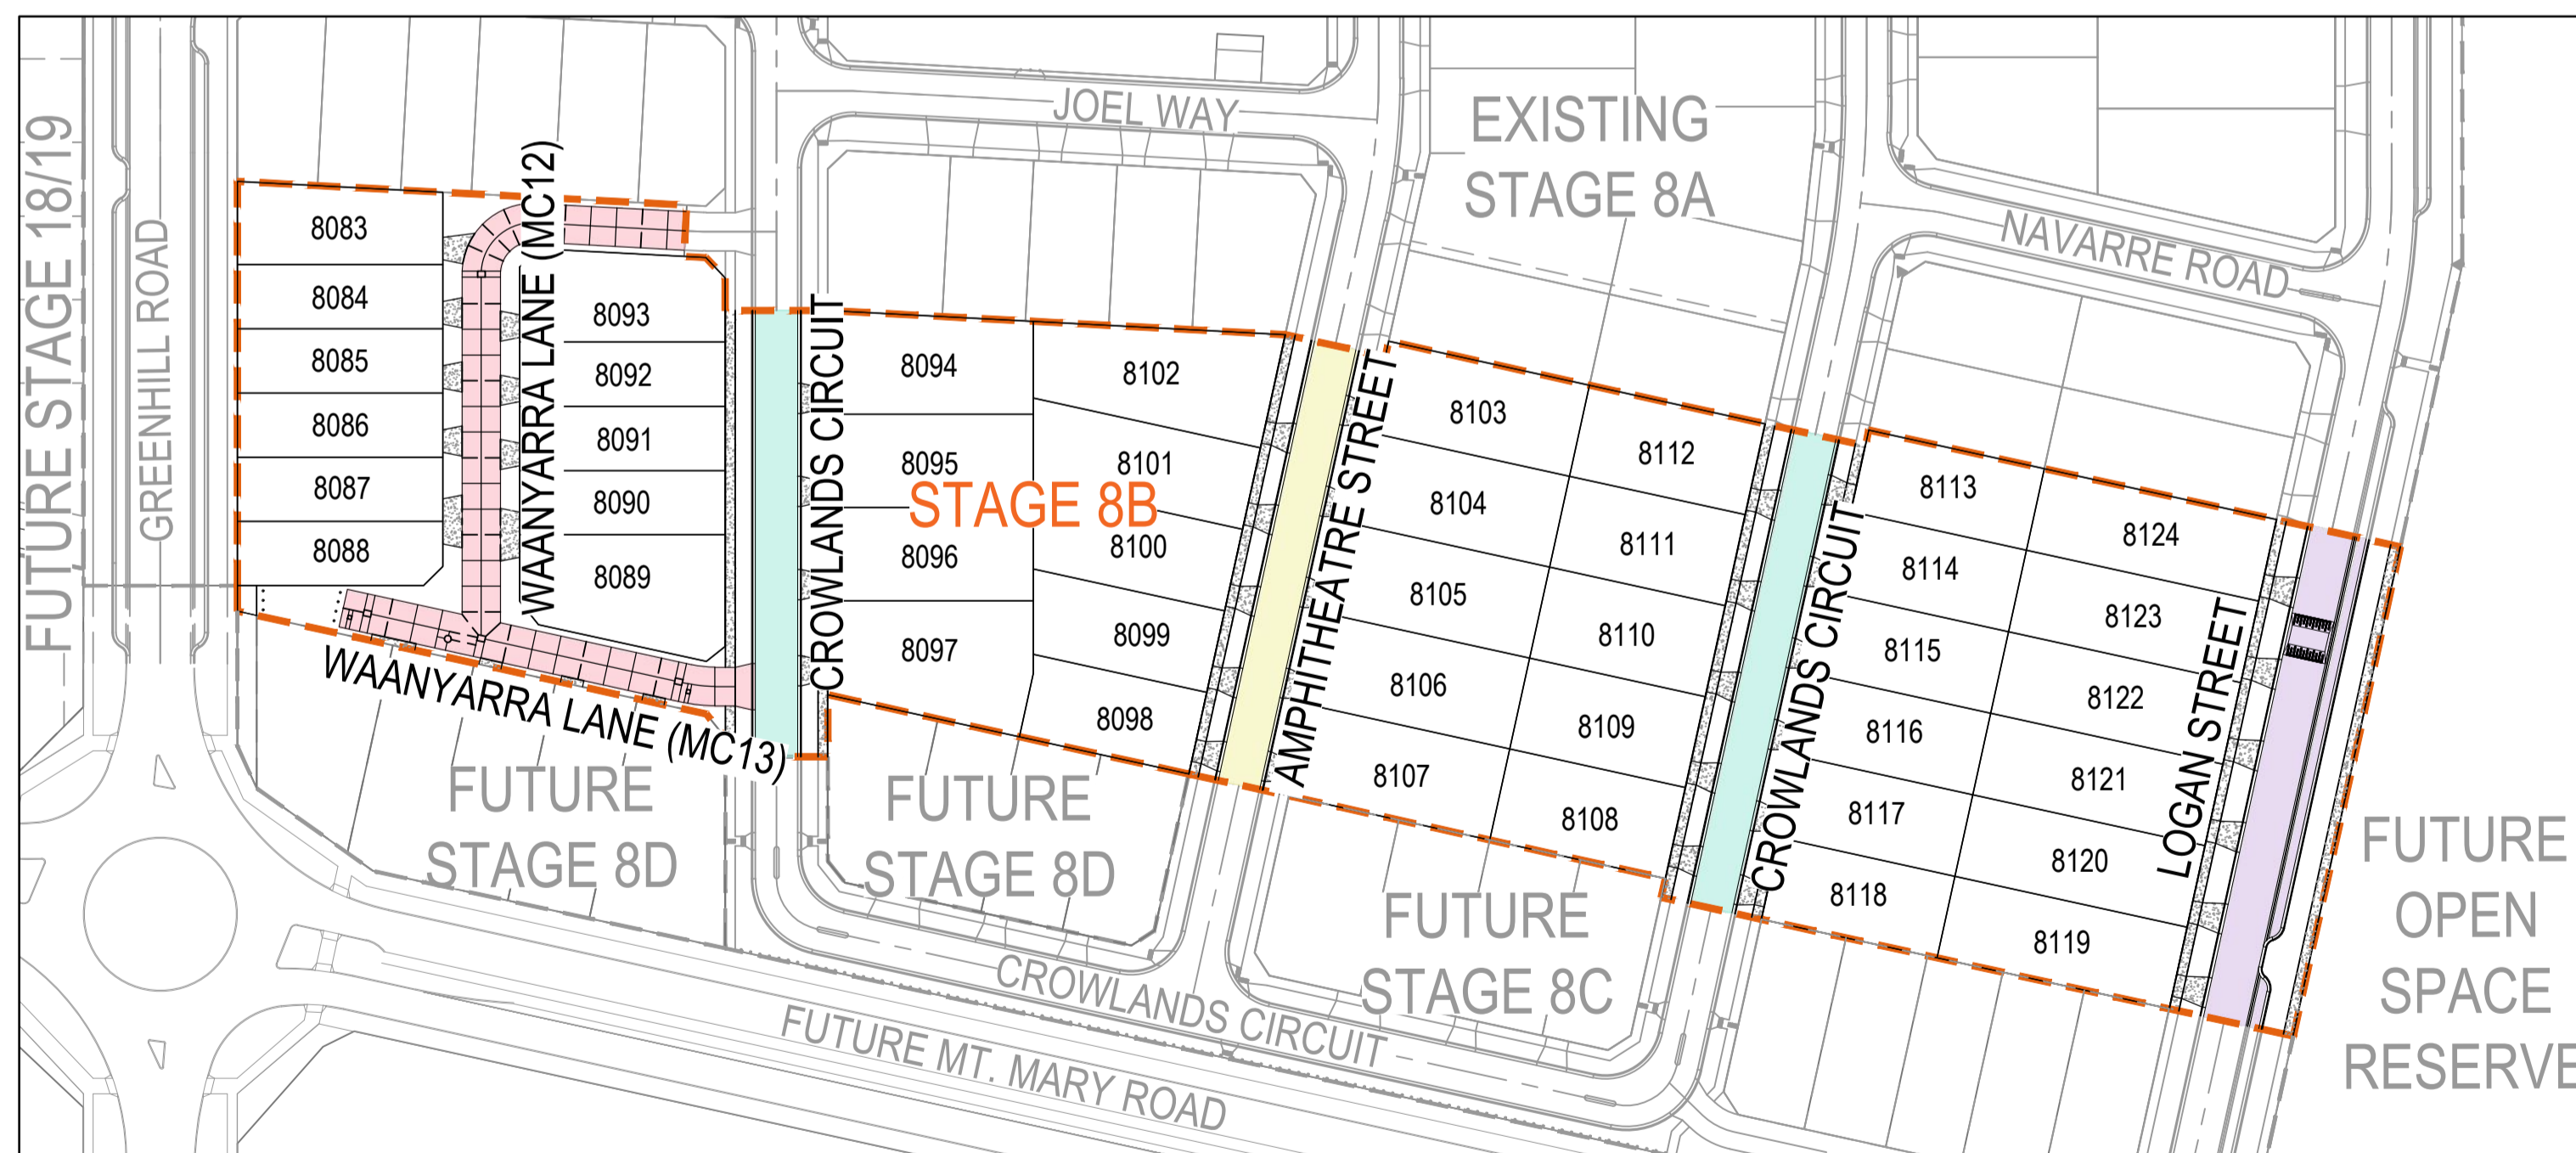 FUTURE STAGE 18/19
GREENHILL ROAD
JOEL WAY
EXISTING
STAGE 8A
NAVARRE ROAD
WAANYARRA LANE (MC12)
8083
8084
8085
8086
8087
8088
8093
8092
8091
8090
8089
WAANYARRA LANE (MC13)
CROWLANDS CIRCUIT
STAGE 8B
8094
8095
8096
8097
8102
8101
8100
8099
8098
AMPHITHEATRE STREET
8103
8104
8105
8106
8107
8112
8111
8110
8109
8108
CROWLANDS CIRCUIT
8113
8114
8115
8116
8117
8118
8124
8123
8122
8121
8120
8119
LOGAN STREET
FUTURE
STAGE 8D
FUTURE
STAGE 8D
FUTURE
STAGE 8C
FUTURE
OPEN
SPACE
RESERVE
CROWLANDS CIRCUIT
FUTURE MT. MARY ROAD